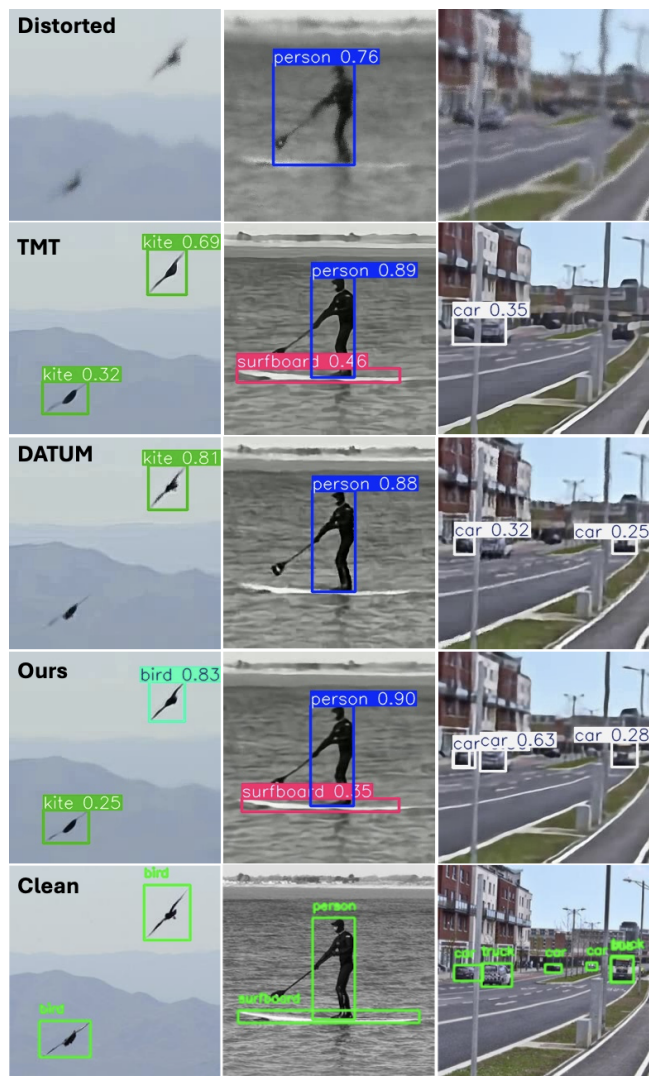 Distorted
person 0.76
TMT
kite 0.69
kite 0.32
person 0.89
surfboard 0.46
car 0.35
DATUM
kite 0.81
person 0.88
car 0.32
car 0.25
Ours
bird 0.83
kite 0.25
person 0.90
surfboard 0.35
car
car 0.63
car 0.28
Clean
bird
bird
person
surfboard
car
truck
car
car
truck